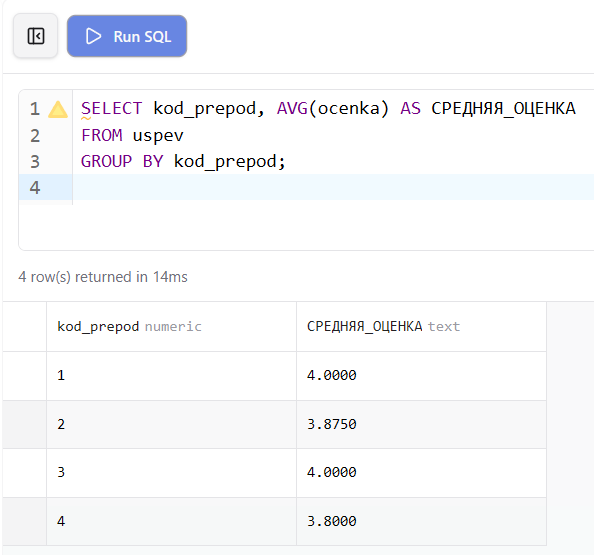 Run SQL
1 SELECT kod_prepod, AVG(ocenka) AS СРЕДНЯЯ_ОЦЕНКА
2 FROM uspev
3 GROUP BY kod_prepod;
4
4 row(s) returned in 14ms
kod_prepod numeric СРЕДНЯЯ_ОЦЕНКА text
1 4.0000
2 3.8750
3 4.0000
4 3.8000